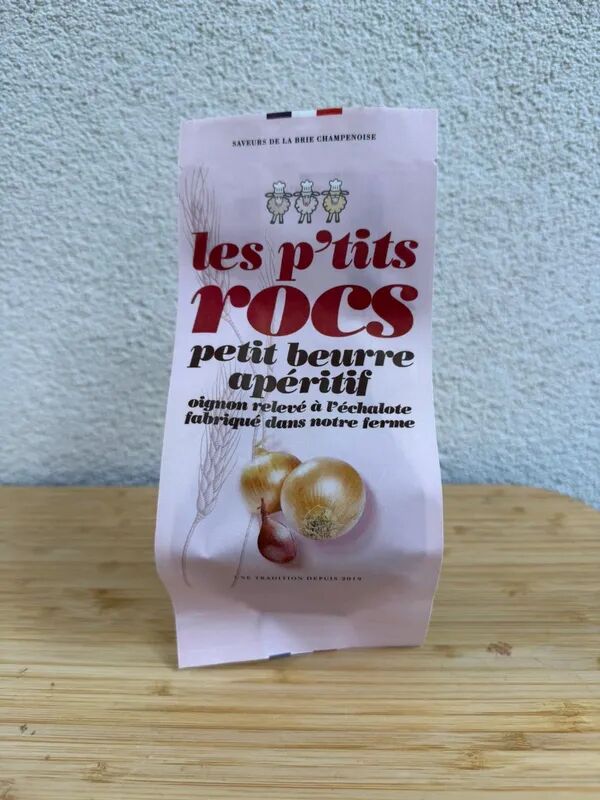 SAVEURS DE LA BRIE CHAMPENOISE
les p'tits
rocs
petit beurre
apéritif
oignon relevé à l'échalote
fabriqué dans notre ferme
UNE TRADITION DEPUIS 2019